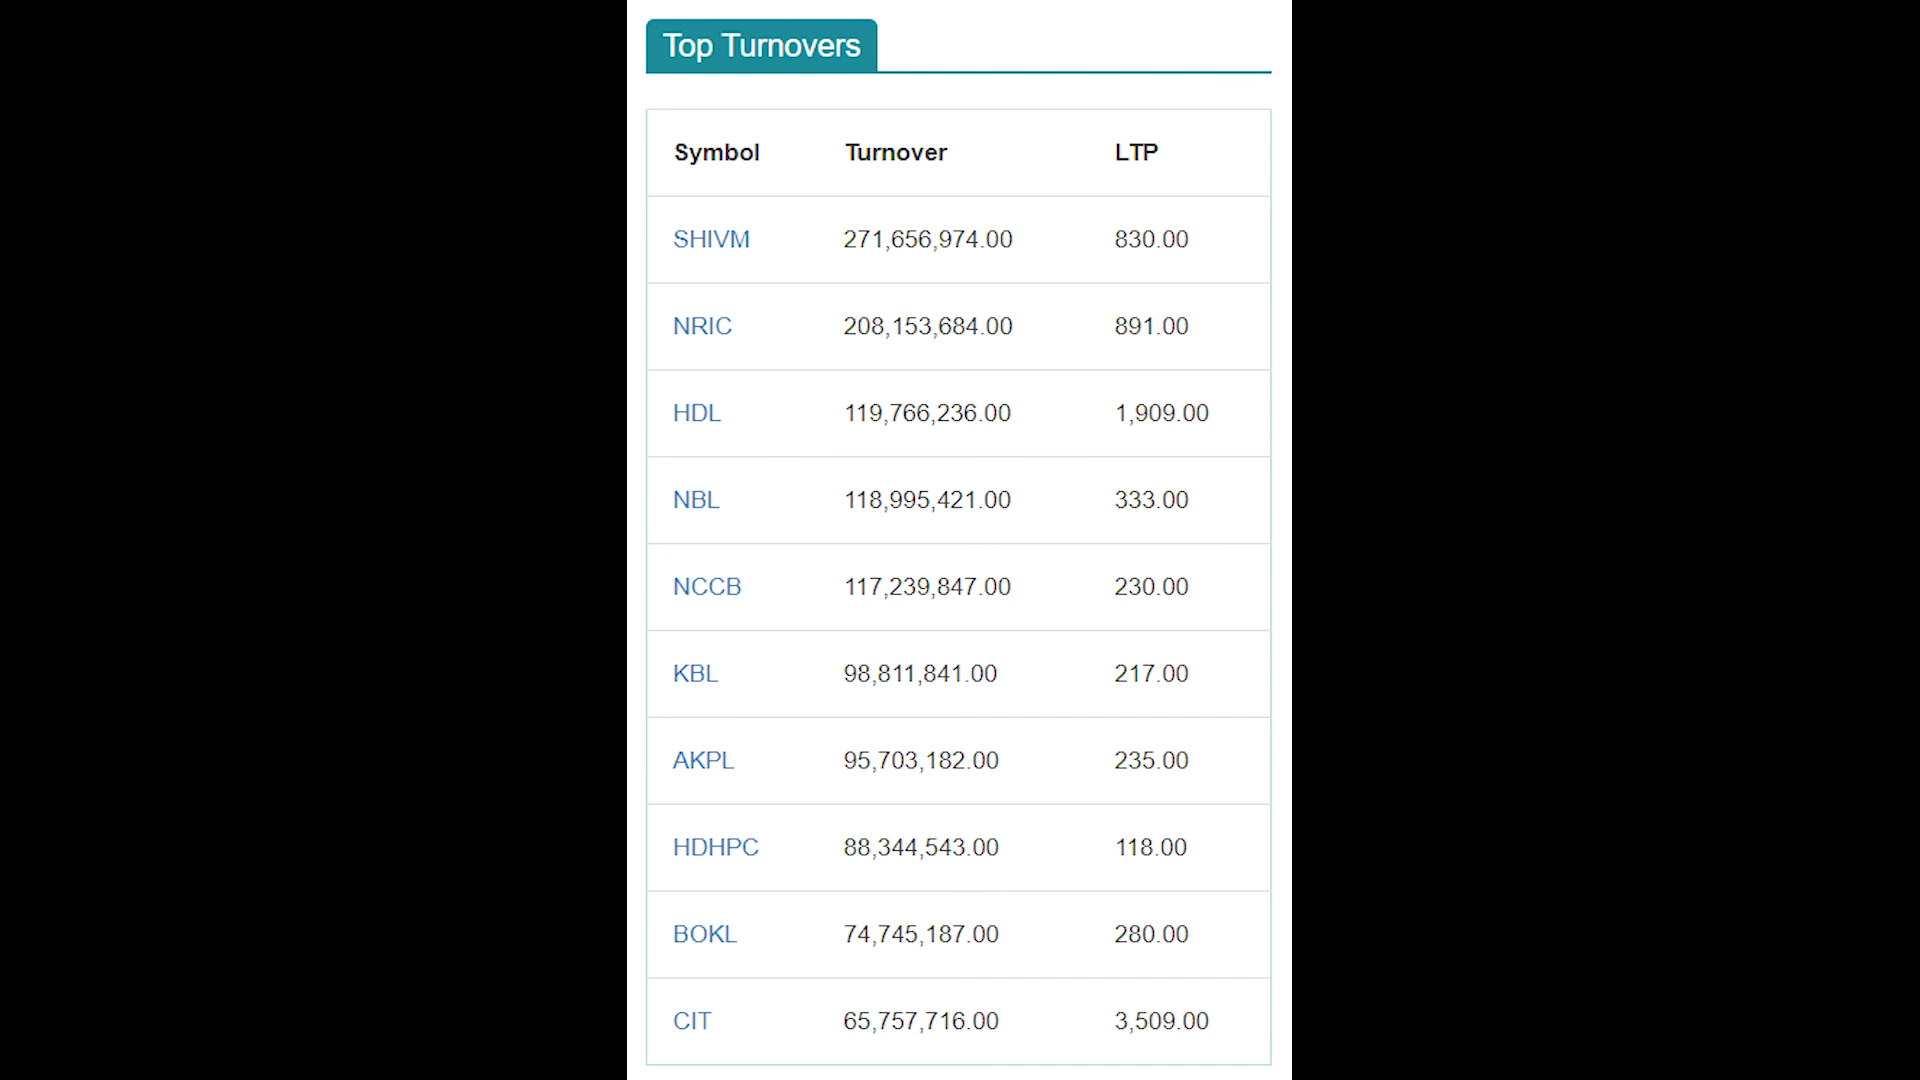 Top Turnovers
Symbol Turnover LTP
SHIVM 271,656,974.00 830.00
NRIC 208,153,684.00 891.00
HDL 119,766,236.00 1,909.00
NBL 118,995,421.00 333.00
NCCB 117,239,847.00 230.00
KBL 98,811,841.00 217.00
AKPL 95,703,182.00 235.00
HDHPC 88,344,543.00 118.00
BOKL 74,745,187.00 280.00
CIT 65,757,716.00 3,509.00